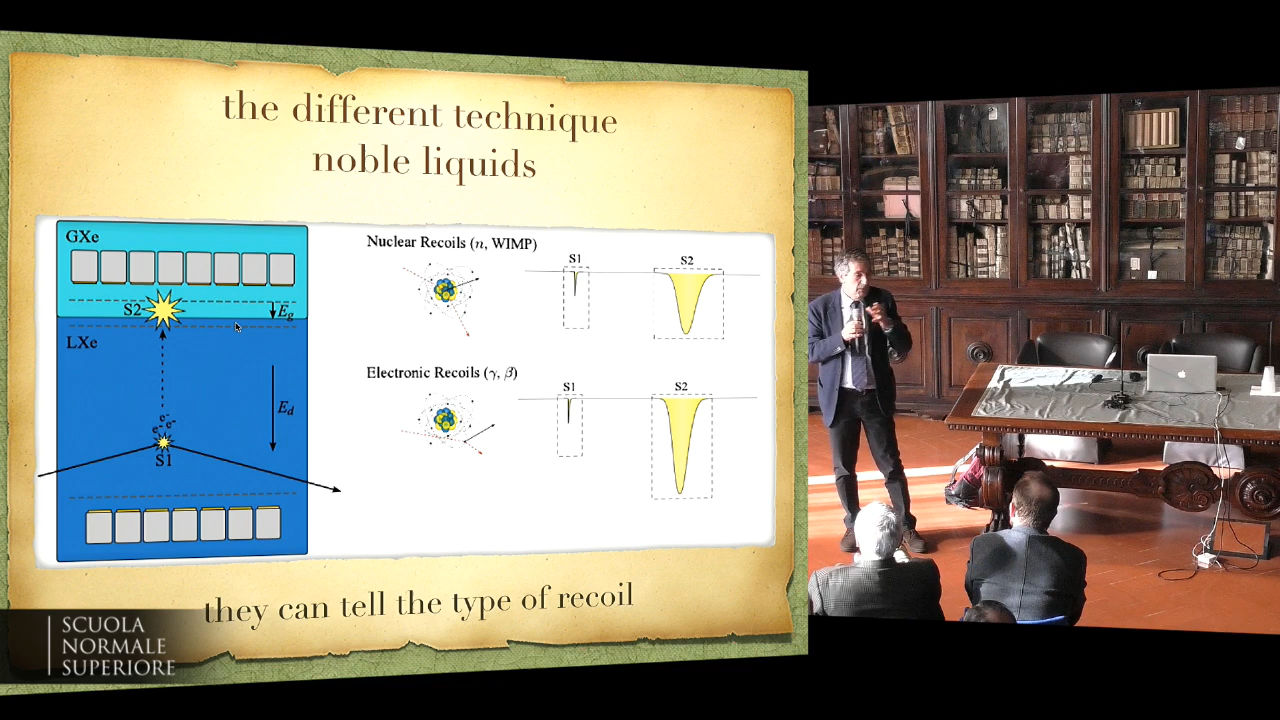 the different technique
noble liquids
GXe
S2
E_g
LXe
E_d
e- e- e-
S1
Nuclear Recoils (n, WIMP)
S1
S2
Electronic Recoils (γ, β)
S1
S2
they can tell the type of recoil
SCUOLA
NORMALE
SUPERIORE